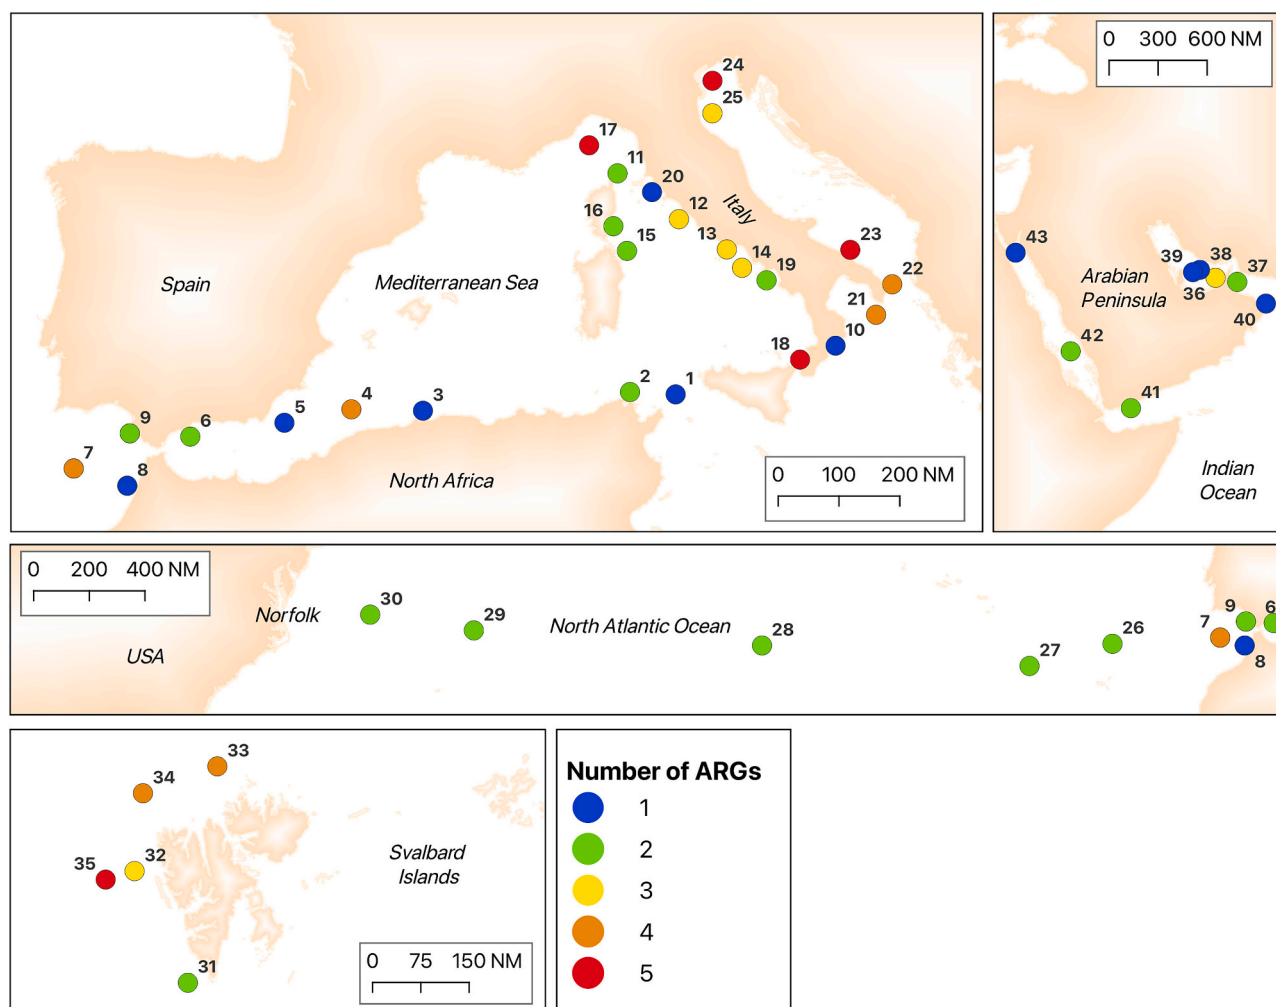 24
25
17
11
20
12
16
13
15
14
19
23
22
21
10
18
2
1
3
4
5
6
9
7
8
Italy
Spain
Mediterranean Sea
North Africa
0 100 200 NM
0 300 600 NM
43
39
38
37
36
40
42
41
Arabian
Peninsula
Indian
Ocean
0 200 400 NM
Norfolk
USA
30
29
North Atlantic Ocean
28
27
26
7
9
6
8
33
34
35
32
31
Svalbard
Islands
0 75 150 NM
Number of ARGs
1
2
3
4
5